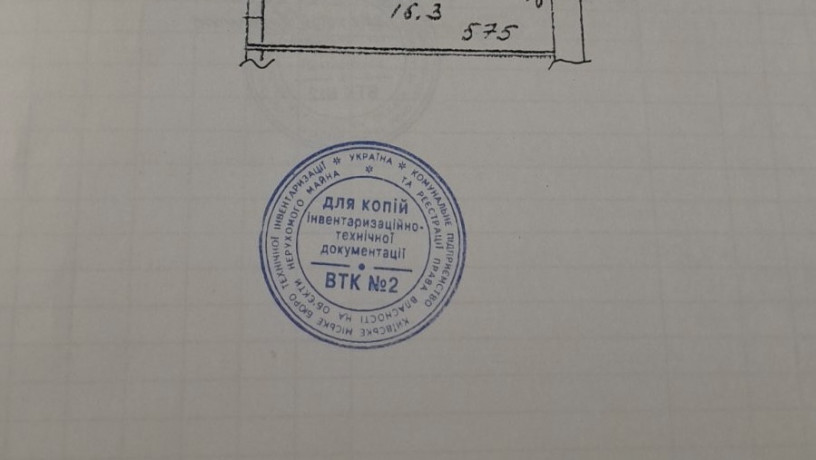 16.3
575
УКРАЇНА * КОМУНАЛЬНЕ ПІДПРИЄМСТВО КИЇВСЬКЕ МІСЬКЕ БЮРО ТЕХНІЧНОЇ ІНВЕНТАРИЗАЦІЇ *
* ТА РЕЄСТРАЦІЇ ПРАВА ВЛАСНОСТІ НА ОБ'ЄКТИ НЕРУХОМОГО МАЙНА
ДЛЯ КОПІЙ
інвентаризаційно-
технічної
документації
ВТК №2